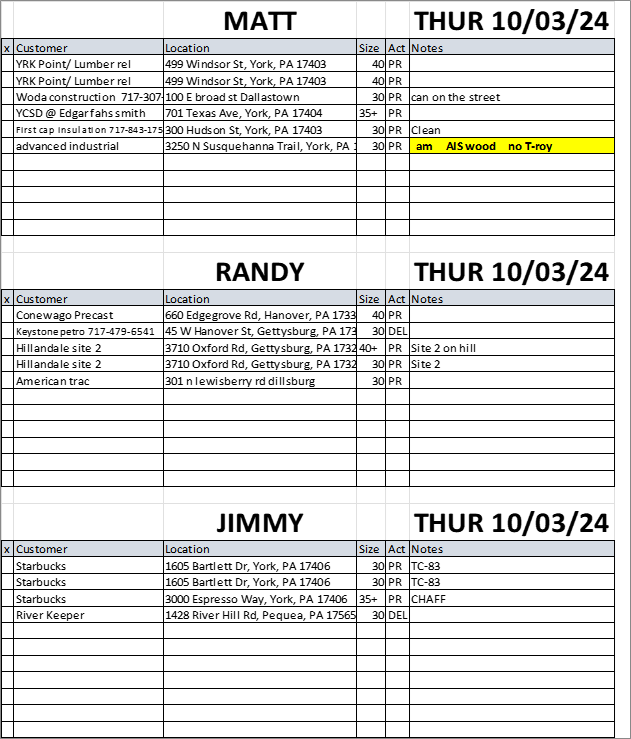 MATT THUR 10/03/24
x Customer Location Size Act Notes
YRK Point/ Lumber rel 499 Windsor St, York, PA 17403 40 PR
YRK Point/ Lumber rel 499 Windsor St, York, PA 17403 40 PR
Woda construction 717-307- 100 E broad st Dallastown 30 PR can on the street
YCSD @ Edgar fahs smith 701 Texas Ave, York, PA 17404 35+ PR
First cap insulation 717-843-175 300 Hudson St, York, PA 17403 30 PR Clean
advanced industrial 3250 N Susquehanna Trail, York, PA 1 30 PR am AIS wood no T-roy
RANDY THUR 10/03/24
x Customer Location Size Act Notes
Conewago Precast 660 Edgegrove Rd, Hanover, PA 1733 40 PR
Keystone petro 717-479-6541 45 W Hanover St, Gettysburg, PA 173 30 DEL
Hillandale site 2 3710 Oxford Rd, Gettysburg, PA 1732 40+ PR Site 2 on hill
Hillandale site 2 3710 Oxford Rd, Gettysburg, PA 1732 30 PR Site 2
American trac 301 n lewisberry rd dillsburg 30 PR
JIMMY THUR 10/03/24
x Customer Location Size Act Notes
Starbucks 1605 Bartlett Dr, York, PA 17406 30 PR TC-83
Starbucks 1605 Bartlett Dr, York, PA 17406 30 PR TC-83
Starbucks 3000 Espresso Way, York, PA 17406 35+ PR CHAFF
River Keeper 1428 River Hill Rd, Pequea, PA 17565 30 DEL